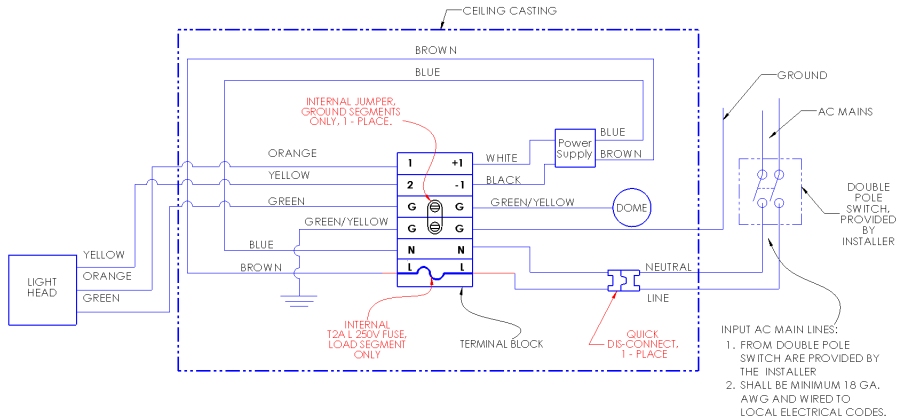 CEILING CASTING
BROWN
BLUE
GROUND
AC MAINS
INTERNAL JUMPER,
GROUND SEGMENTS
ONLY, 1 - PLACE.
BLUE
BROWN
Power
Supply
ORANGE
WHITE
1 +1
YELLOW
BLACK
2 -1
GREEN
G G
GREEN/YELLOW
DOME
GREEN/YELLOW
G G
BLUE
N N
BROWN
L L
DOUBLE
POLE
SWITCH,
PROVIDED
BY
INSTALLER
YELLOW
ORANGE
GREEN
LIGHT
HEAD
NEUTRAL
LINE
INTERNAL
T2A L 250V FUSE,
LOAD SEGMENT
ONLY
TERMINAL BLOCK
QUICK
DIS-CONNECT,
1 - PLACE
INPUT AC MAIN LINES:
1. FROM DOUBLE POLE
SWITCH ARE PROVIDED BY
THE INSTALLER
2. SHALL BE MINIMUM 18 GA.
AWG AND WIRED TO
LOCAL ELECTRICAL CODES.